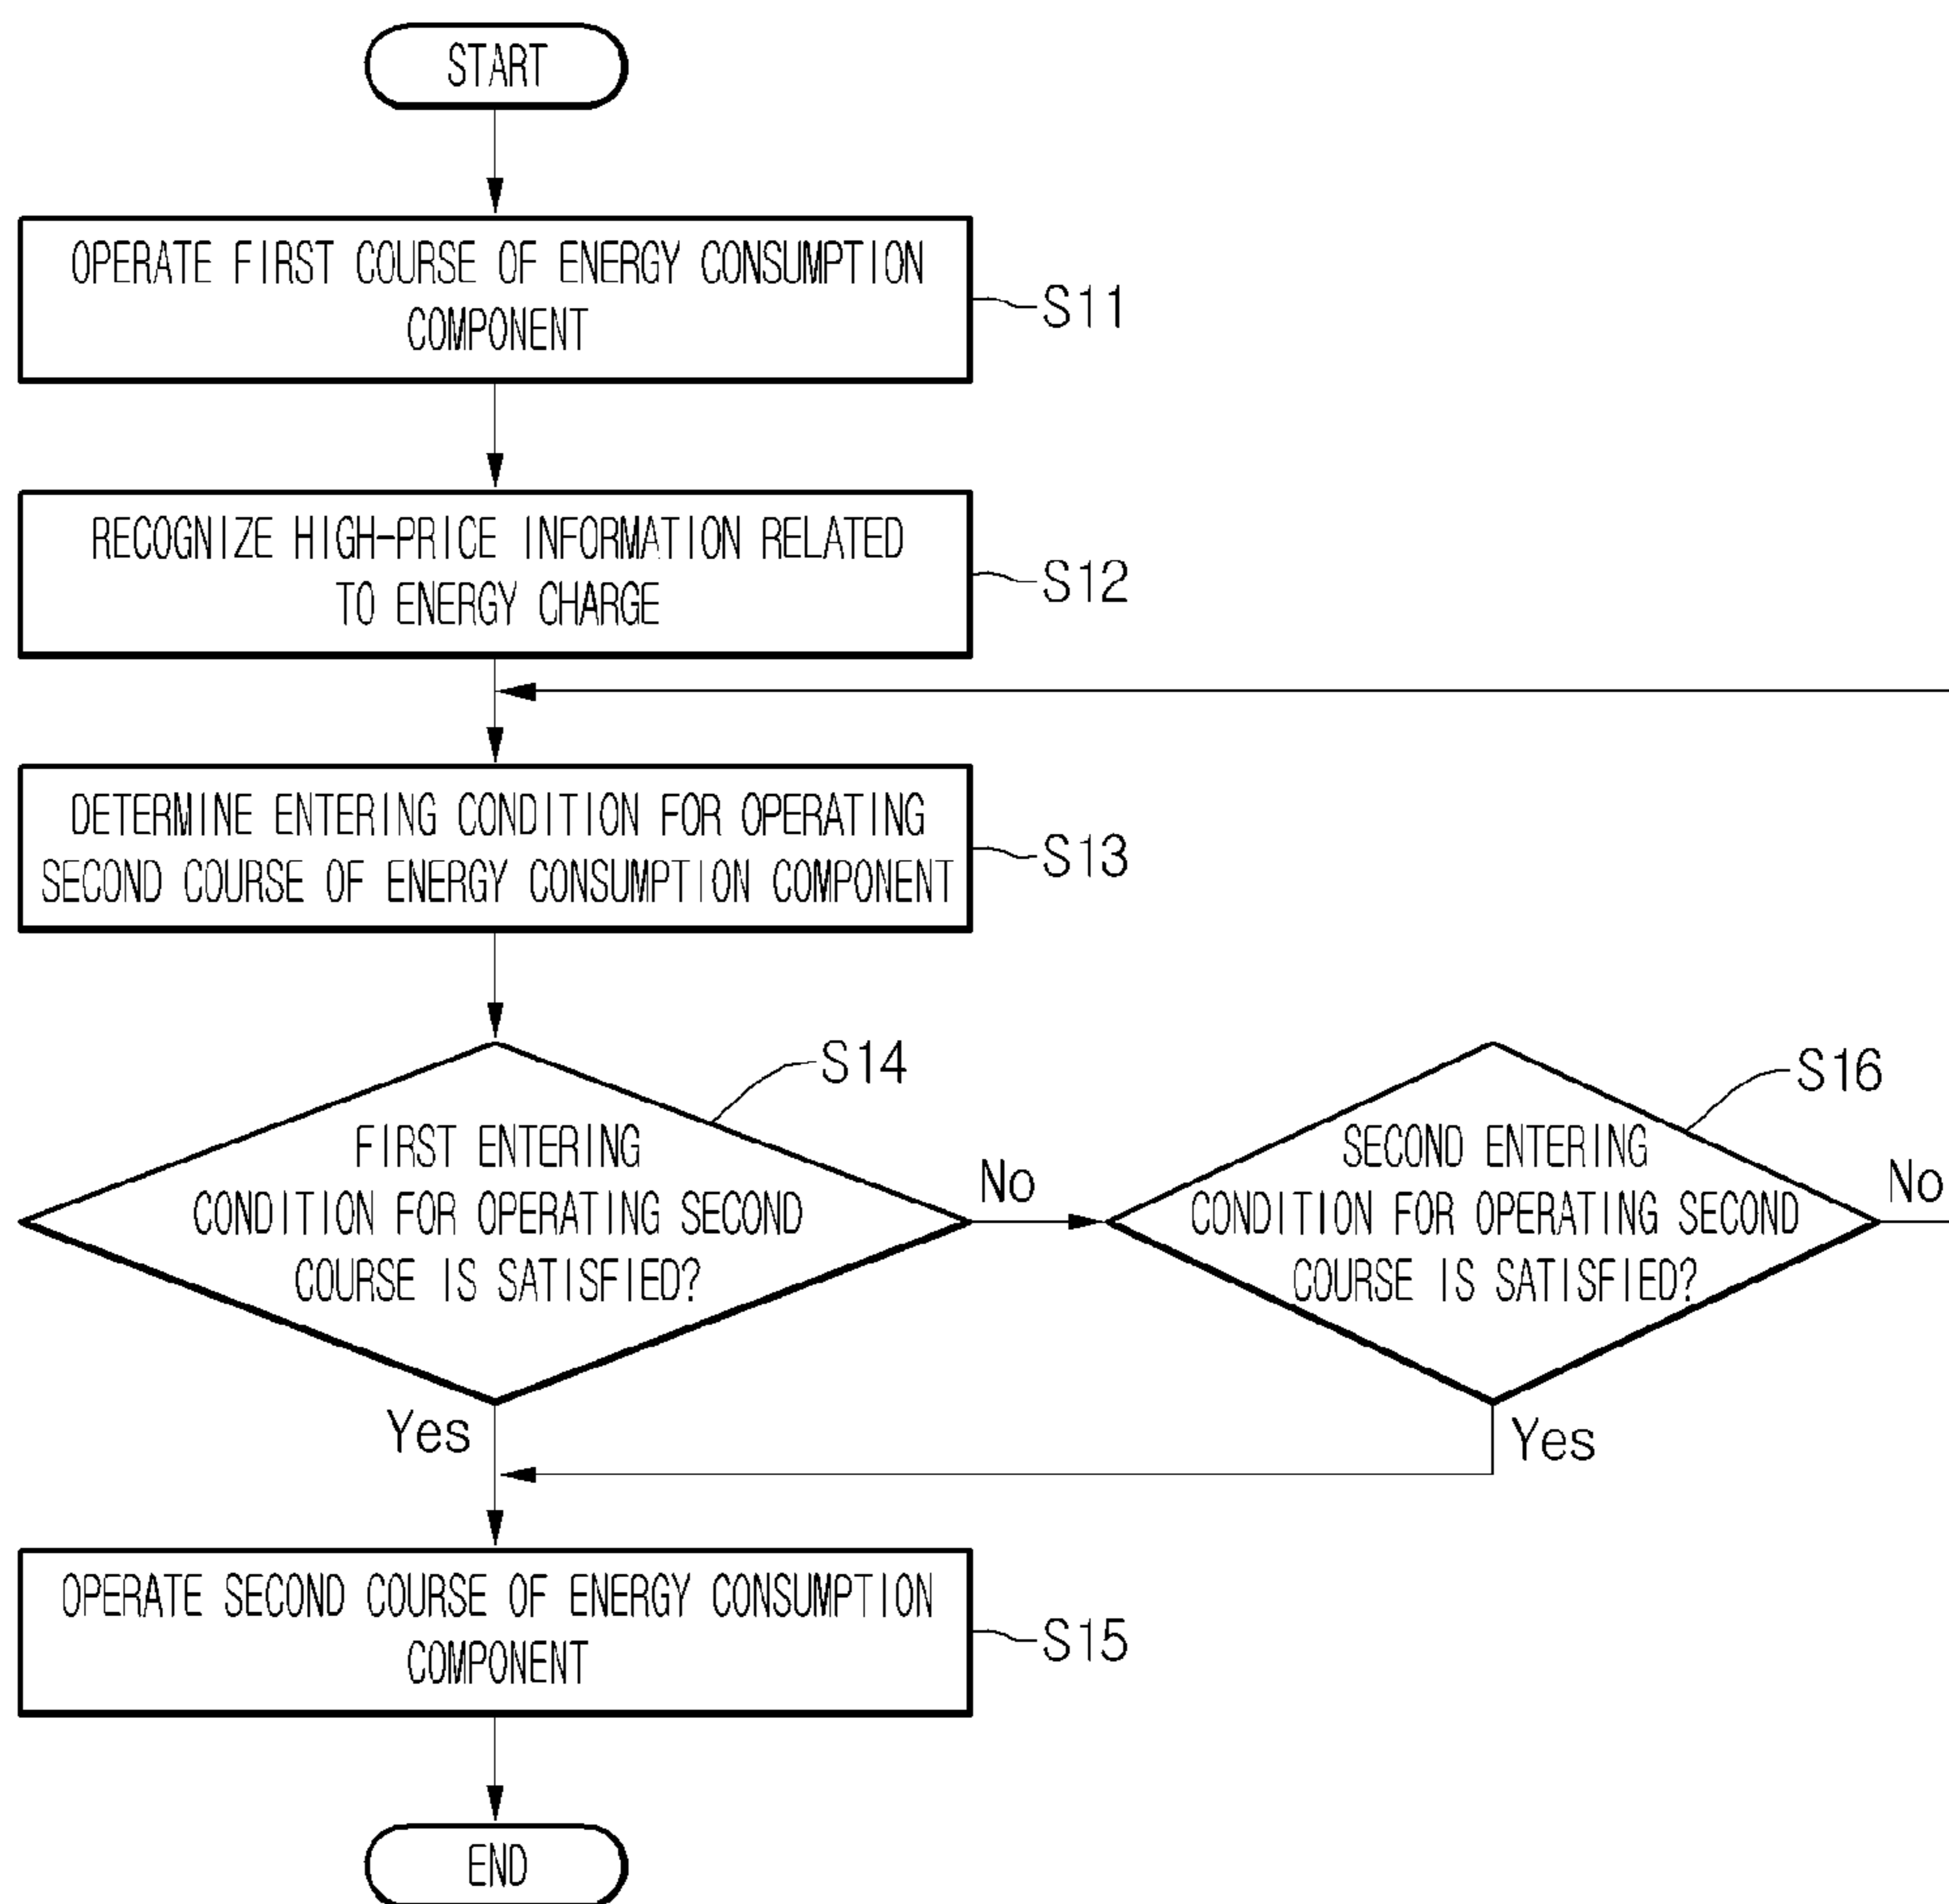 START
OPERATE FIRST COURSE OF ENERGY CONSUMPTION
COMPONENT
S11
RECOGNIZE HIGH-PRICE INFORMATION RELATED
TO ENERGY CHARGE
S12
DETERMINE ENTERING CONDITION FOR OPERATING
SECOND COURSE OF ENERGY CONSUMPTION COMPONENT
S13
S14
FIRST ENTERING
CONDITION FOR OPERATING SECOND
COURSE IS SATISFIED?
No
Yes
S16
SECOND ENTERING
CONDITION FOR OPERATING SECOND
COURSE IS SATISFIED?
No
Yes
OPERATE SECOND COURSE OF ENERGY CONSUMPTION
COMPONENT
S15
END